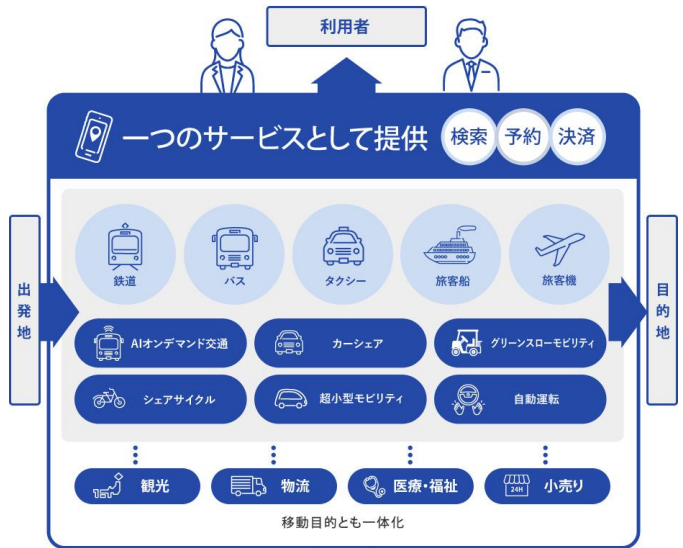 利用者
一つのサービスとして提供
検索
予約
決済
出発地
鉄道
バス
タクシー
旅客船
旅客機
目的地
AIオンデマンド交通
カーシェア
グリーンスローモビリティ
シェアサイクル
超小型モビリティ
自動運転
観光
物流
医療・福祉
24H
小売り
移動目的とも一体化